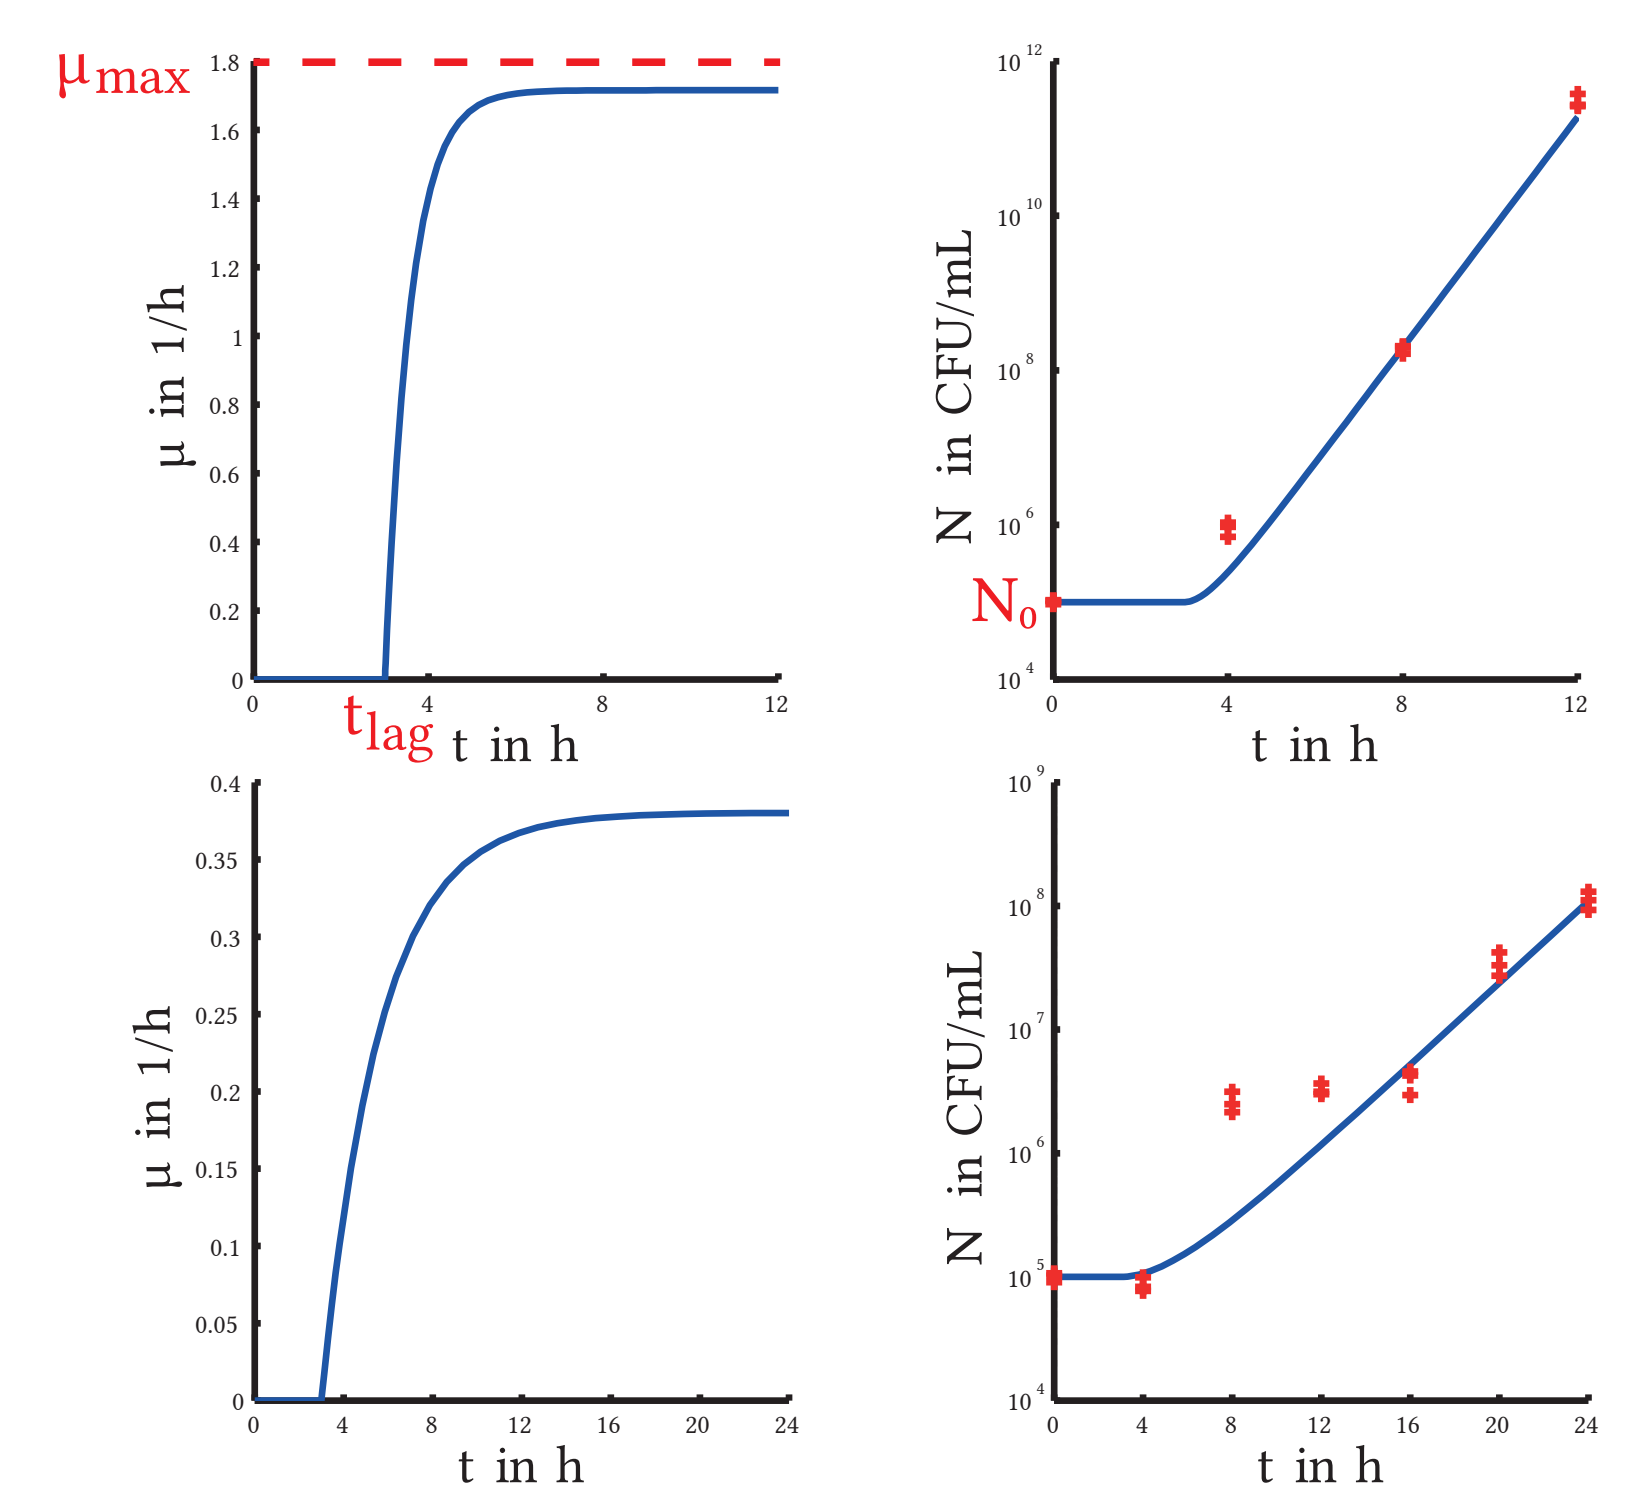 μmax
1.8
1.6
1.4
1.2
1
0.8
0.6
0.4
0.2
0
μ in 1/h
0 4 8 12
tlag
t in h
10^12
10^10
10^8
10^6
10^4
N in CFU/mL
N0
0 4 8 12
t in h
0.4
0.35
0.3
0.25
0.2
0.15
0.1
0.05
0
μ in 1/h
0 4 8 12 16 20 24
t in h
10^9
10^8
10^7
10^6
10^5
10^4
N in CFU/mL
0 4 8 12 16 20 24
t in h